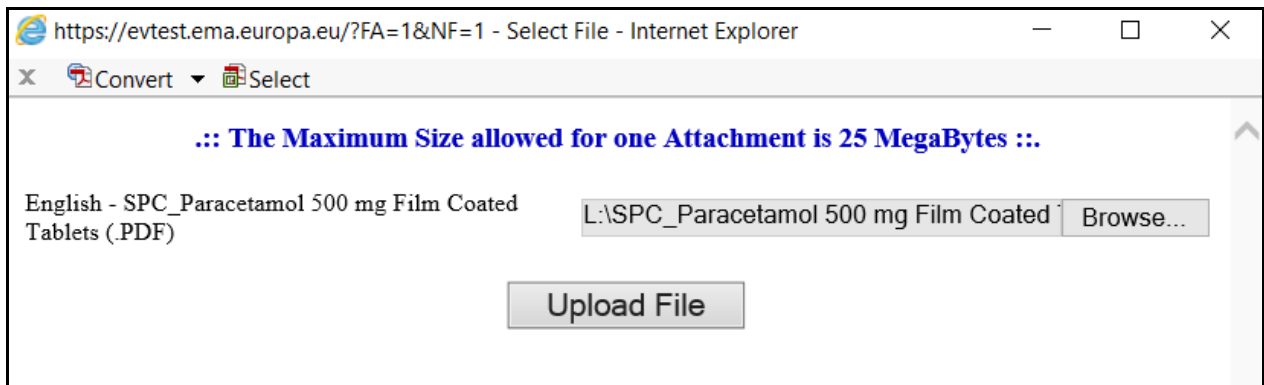 https://evtest.ema.europa.eu/?FA=1&NF=1 - Select File - Internet Explorer
x Convert Select
.:: The Maximum Size allowed for one Attachment is 25 MegaBytes ::.
English - SPC_Paracetamol 500 mg Film Coated
Tablets (.PDF)
L:\SPC_Paracetamol 500 mg Film Coated Browse...
Upload File